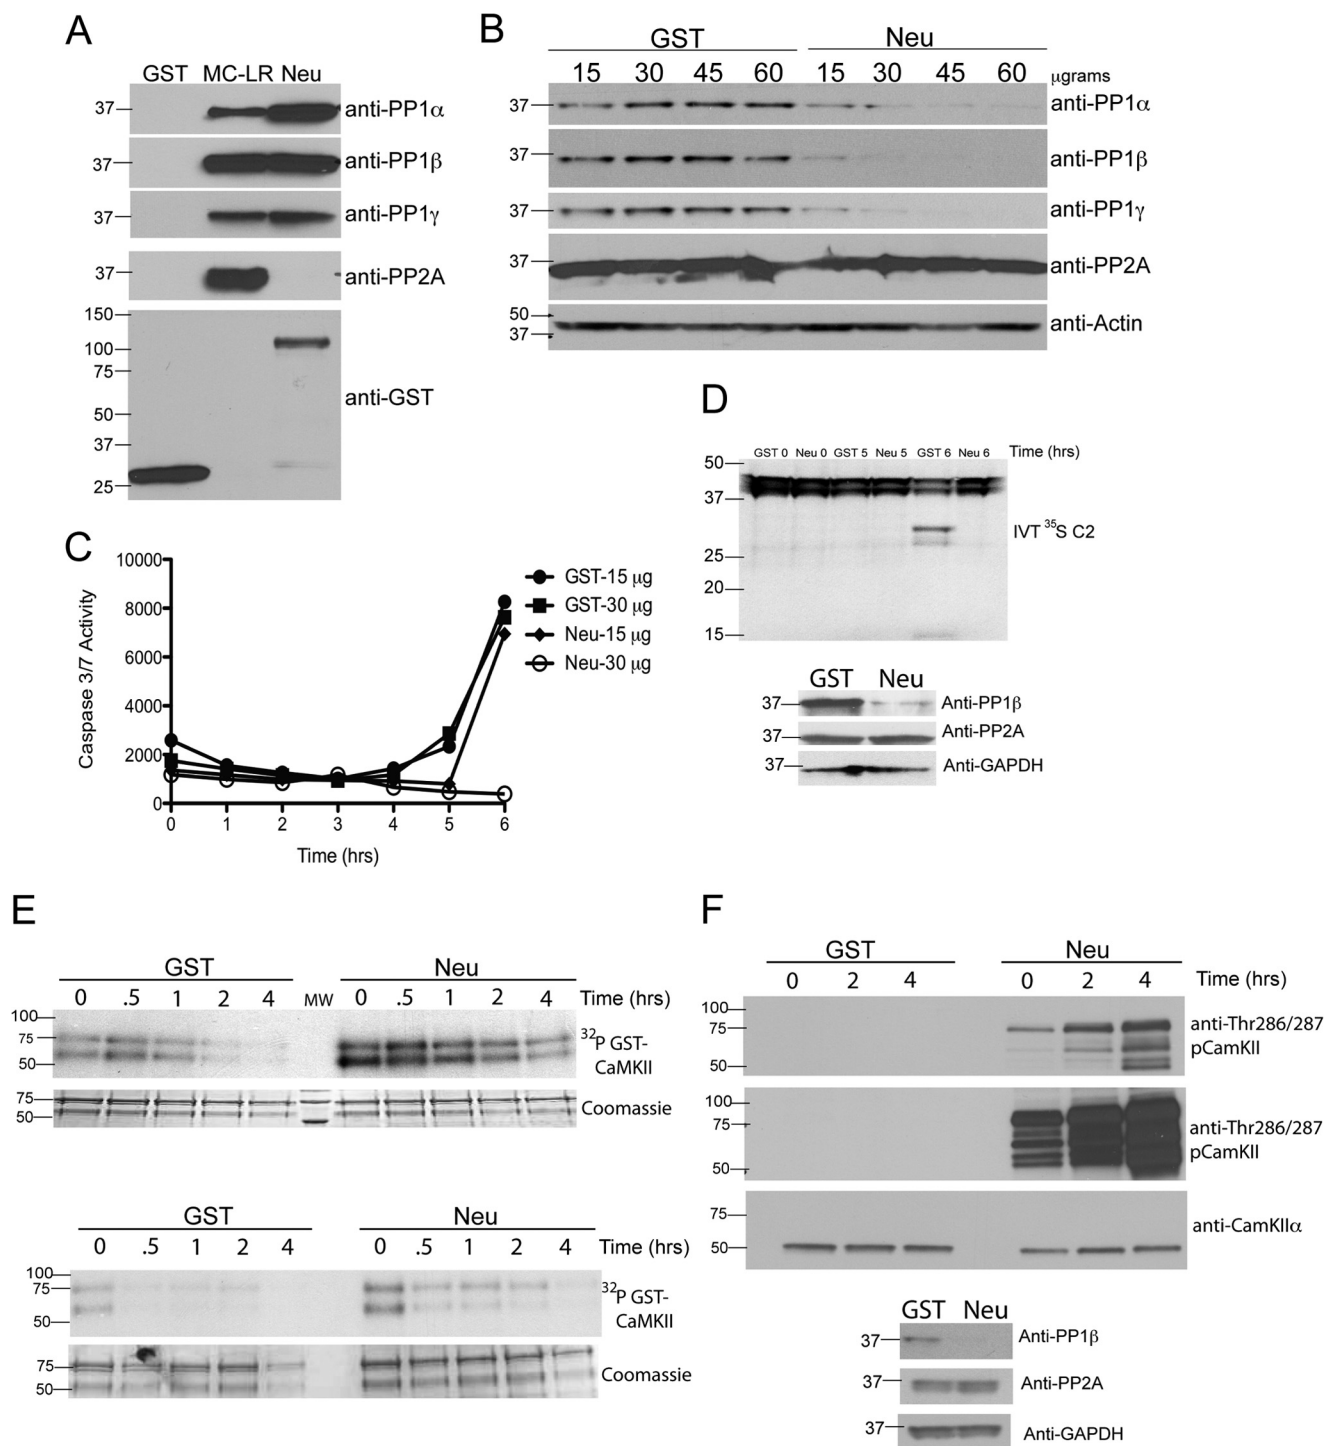 A
GST MC-LR Neu
37 anti-PP1α
37 anti-PP1β
37 anti-PP1γ
37 anti-PP2A
150
100
75
anti-GST
50
37
25
B
GST Neu
15 30 45 60 15 30 45 60 μgrams
37 anti-PP1α
37 anti-PP1β
37 anti-PP1γ
37 anti-PP2A
50
37 anti-Actin
C
Caspase 3/7 Activity
10000
8000
6000
4000
2000
0
0 1 2 3 4 5 6
Time (hrs)
GST-15 μg
GST-30 μg
Neu-15 μg
Neu-30 μg
D
GST 0 Neu 0 GST 5 Neu 5 GST 6 Neu 6 Time (hrs)
50
37
IVT 35S C2
25
20
15
GST Neu
37 Anti-PP1β
37 Anti-PP2A
37 Anti-GAPDH
E
GST Neu
0 .5 1 2 4 MW 0 .5 1 2 4 Time (hrs)
100
75
50
32P GST-
CaMKII
75
50
Coomassie
GST Neu
0 .5 1 2 4 0 .5 1 2 4 Time (hrs)
100
75
50
32P GST-
CaMKII
75
50
Coomassie
F
GST Neu
0 2 4 0 2 4 Time (hrs)
100
75
50
anti-Thr286/287
pCamKII
100
75
50
anti-Thr286/287
pCamKII
75
50
anti-CamKIIα
GST Neu
37 Anti-PP1β
37 Anti-PP2A
37 Anti-GAPDH